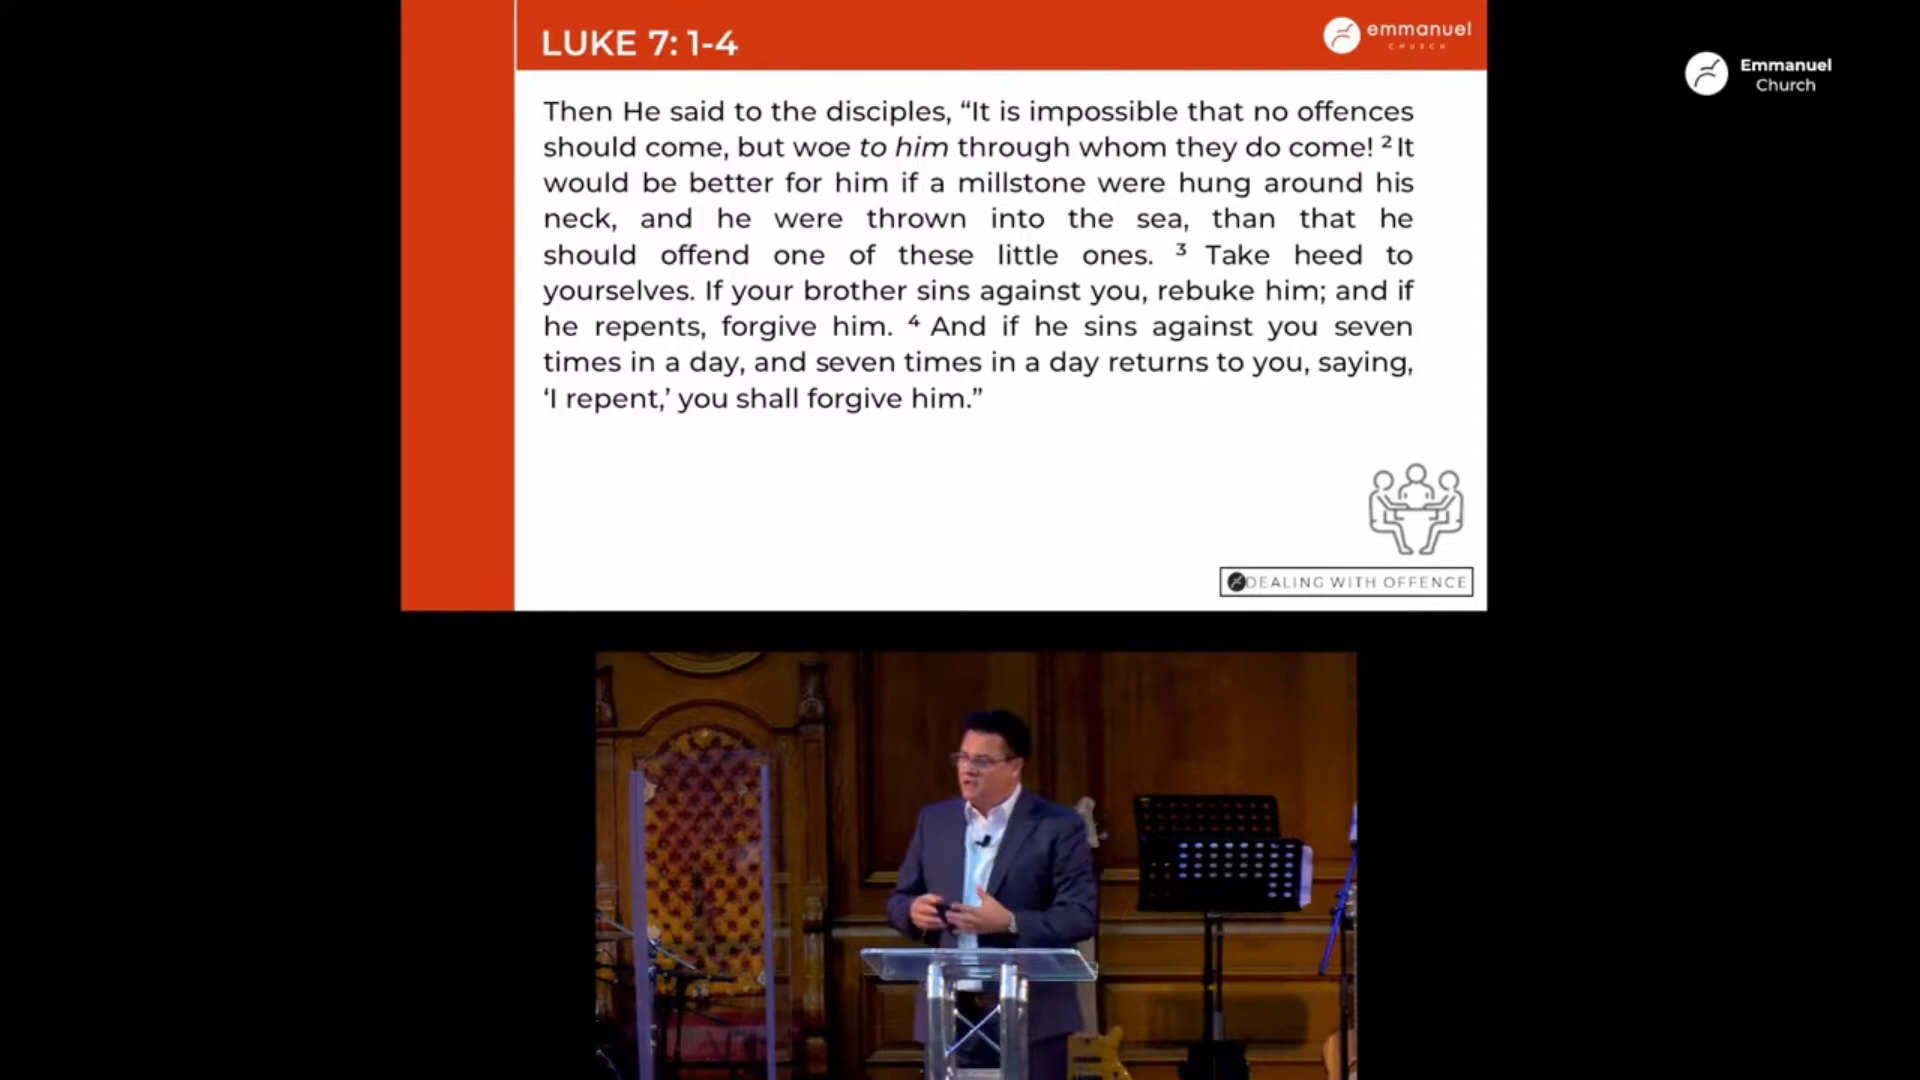 LUKE 7: 1-4
emmanuel
CHURCH
Emmanuel
Church
Then He said to the disciples, “It is impossible that no offences
should come, but woe to him through whom they do come! ² It
would be better for him if a millstone were hung around his
neck, and he were thrown into the sea, than that he
should offend one of these little ones. ³ Take heed to
yourselves. If your brother sins against you, rebuke him; and if
he repents, forgive him. ⁴ And if he sins against you seven
times in a day, and seven times in a day returns to you, saying,
‘I repent,’ you shall forgive him.”
DEALING WITH OFFENCE